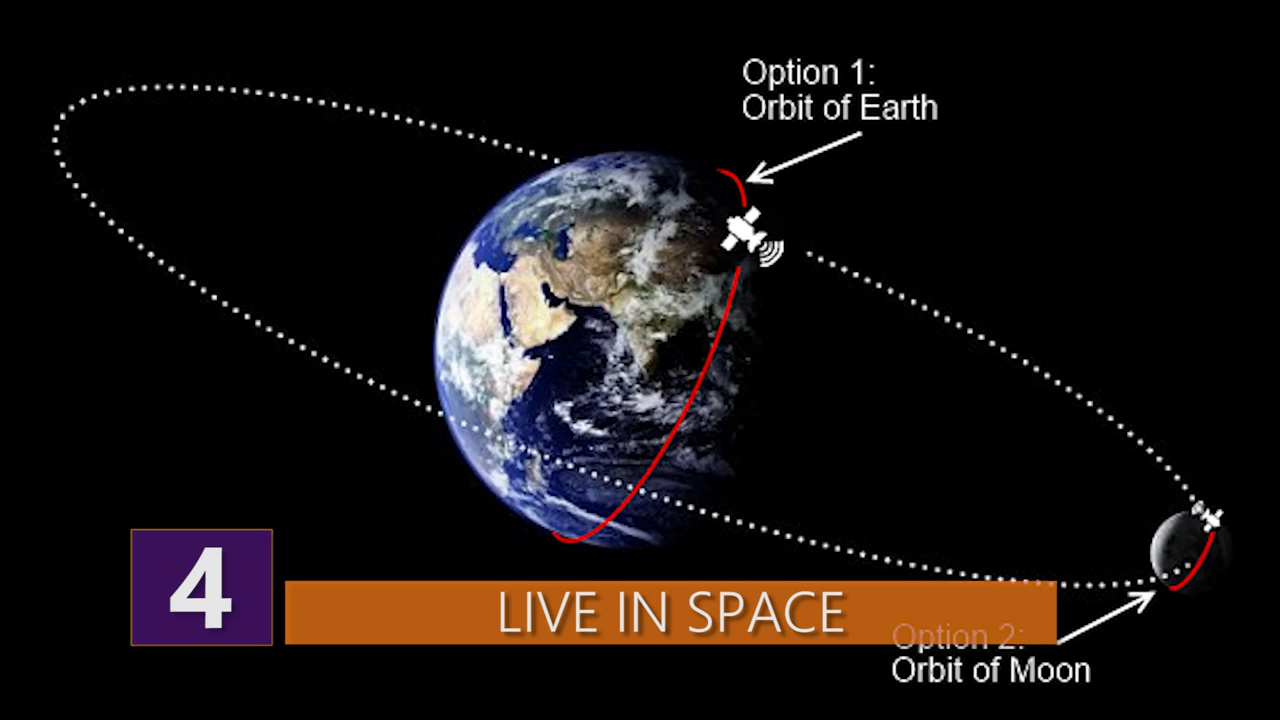 Option 1:
Orbit of Earth
4
LIVE IN SPACE
Option 2:
Orbit of Moon